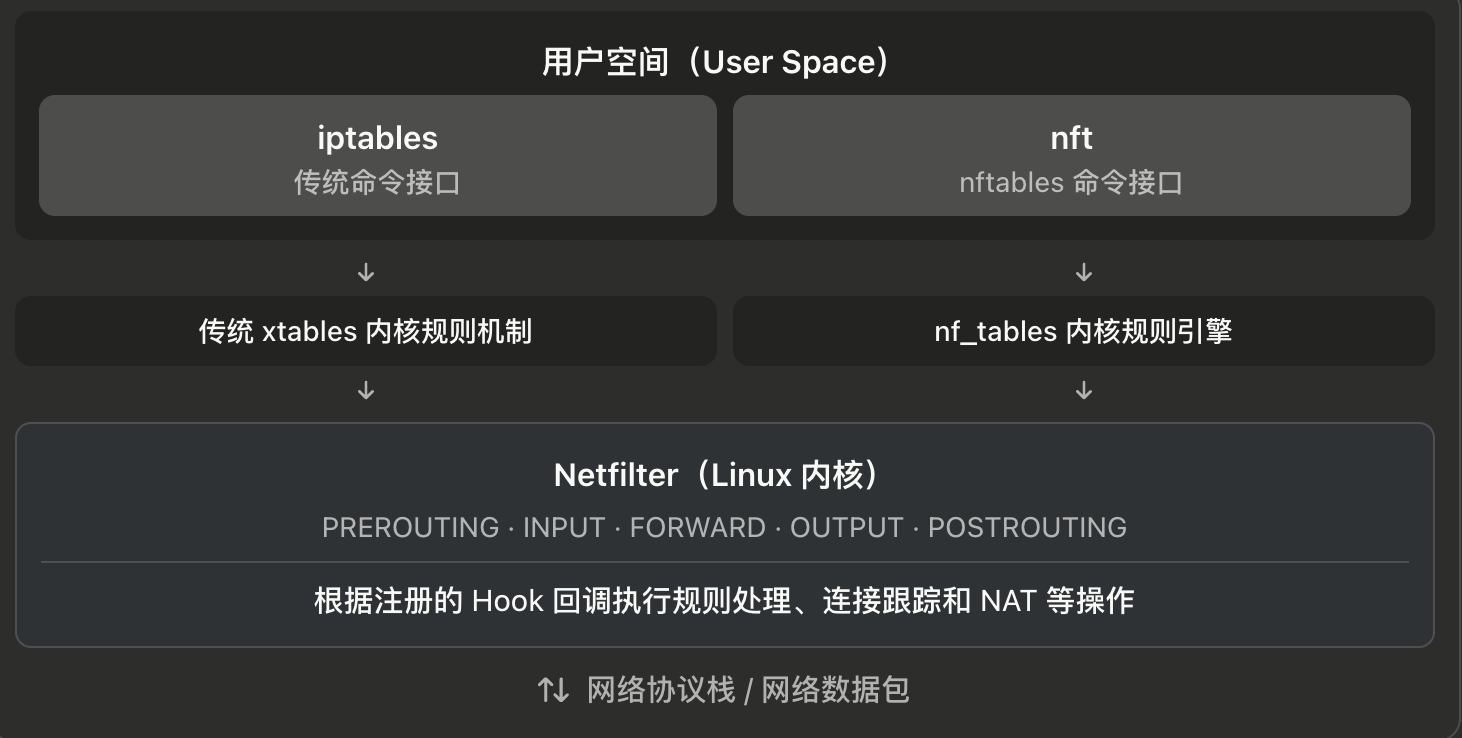 用户空间（User Space）
iptables
传统命令接口
nft
nftables 命令接口
↓
↓
传统 xtables 内核规则机制
nf_tables 内核规则引擎
↓
↓
Netfilter（Linux 内核）
PREROUTING · INPUT · FORWARD · OUTPUT · POSTROUTING
根据注册的 Hook 回调执行规则处理、连接跟踪和 NAT 等操作
↑↓ 网络协议栈 / 网络数据包